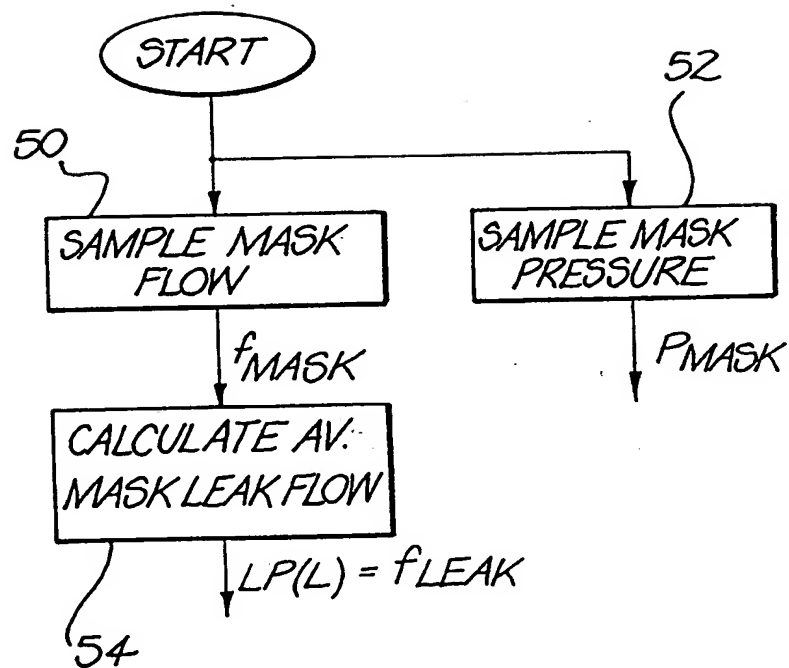 START
50
52
SAMPLE MASK
FLOW
SAMPLE MASK
PRESSURE
fMASK
PMASK
CALCULATE AV.
MASK LEAK FLOW
LP(L) = fLEAK
54